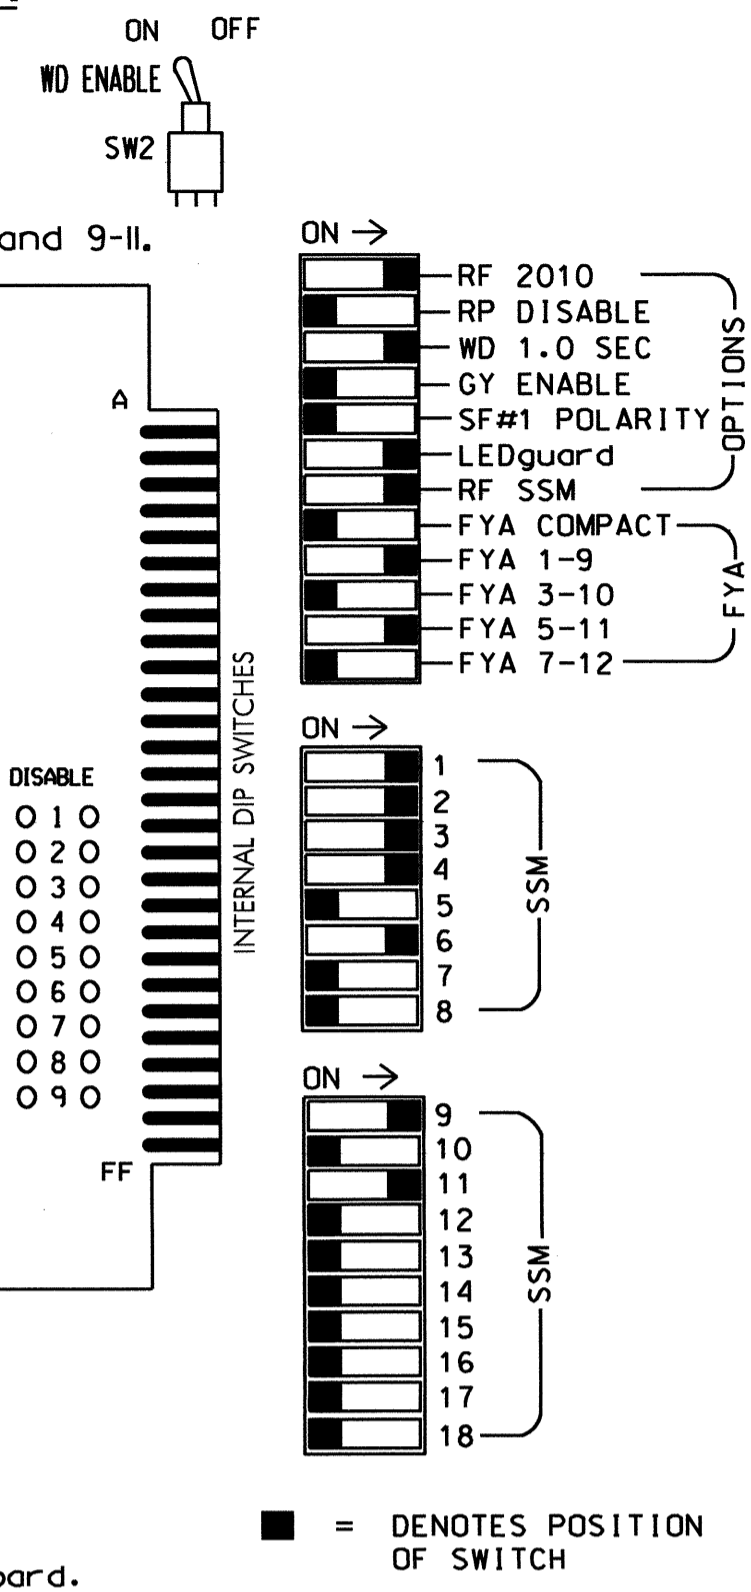 ON OFF
WD ENABLE
SW2
and 9-11.
ON →
RF 2010
RP DISABLE
WD 1.0 SEC
GY ENABLE
SF#1 POLARITY
LEDguard
RF SSM
OPTIONS
FYA COMPACT
FYA 1-9
FYA 3-10
FYA 5-11
FYA 7-12
FYA
A
FF
INTERNAL DIP SWITCHES
DISABLE
1
2
3
4
5
6
7
8
9
ON →
1
2
3
4
5
6
7
8
SSM
ON →
9
10
11
12
13
14
15
16
17
18
SSM
= DENOTES POSITION
OF SWITCH